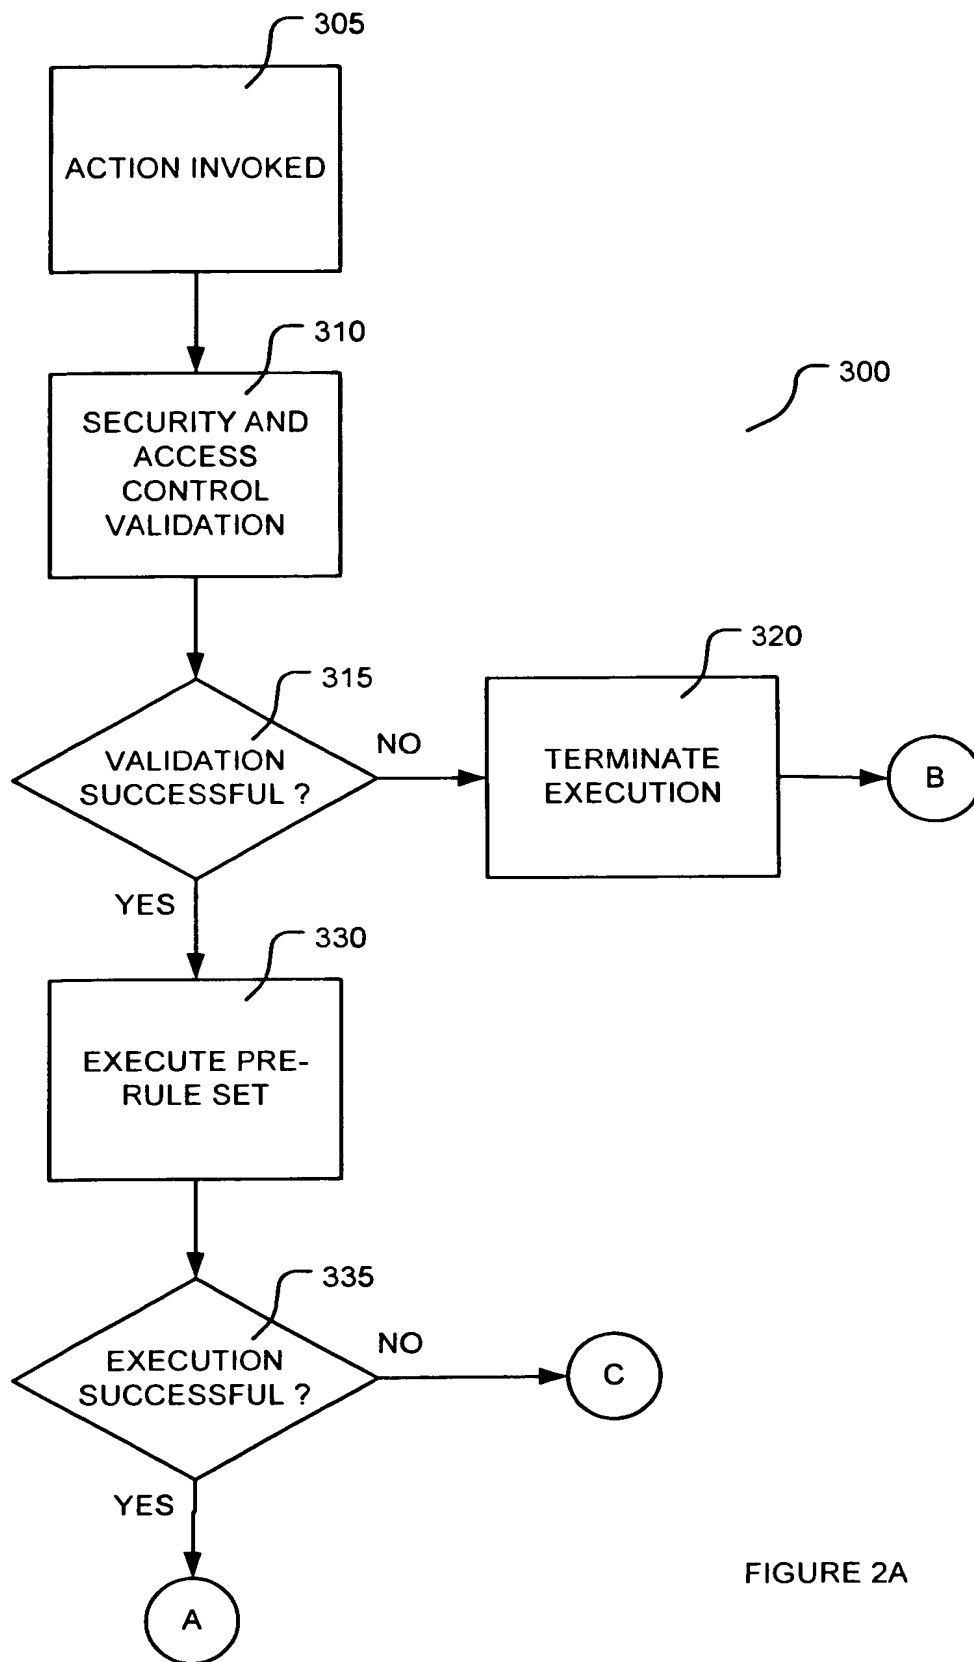 305
ACTION INVOKED
310
SECURITY AND
ACCESS
CONTROL
VALIDATION
300
315
VALIDATION
SUCCESSFUL ?
NO
320
TERMINATE
EXECUTION
B
YES
330
EXECUTE PRE-
RULE SET
335
EXECUTION
SUCCESSFUL ?
NO
C
YES
A
FIGURE 2A